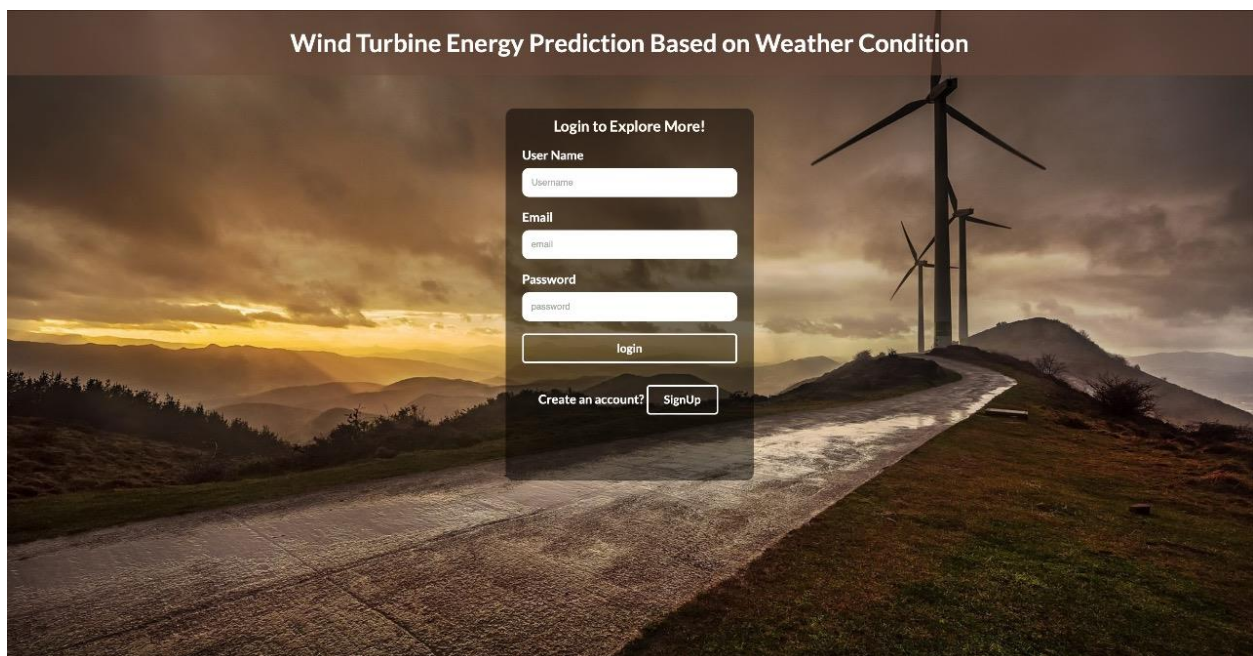 Wind Turbine Energy Prediction Based on Weather Condition
Login to Explore More!
User Name
Username
Email
email
Password
password
login
Create an account? SignUp